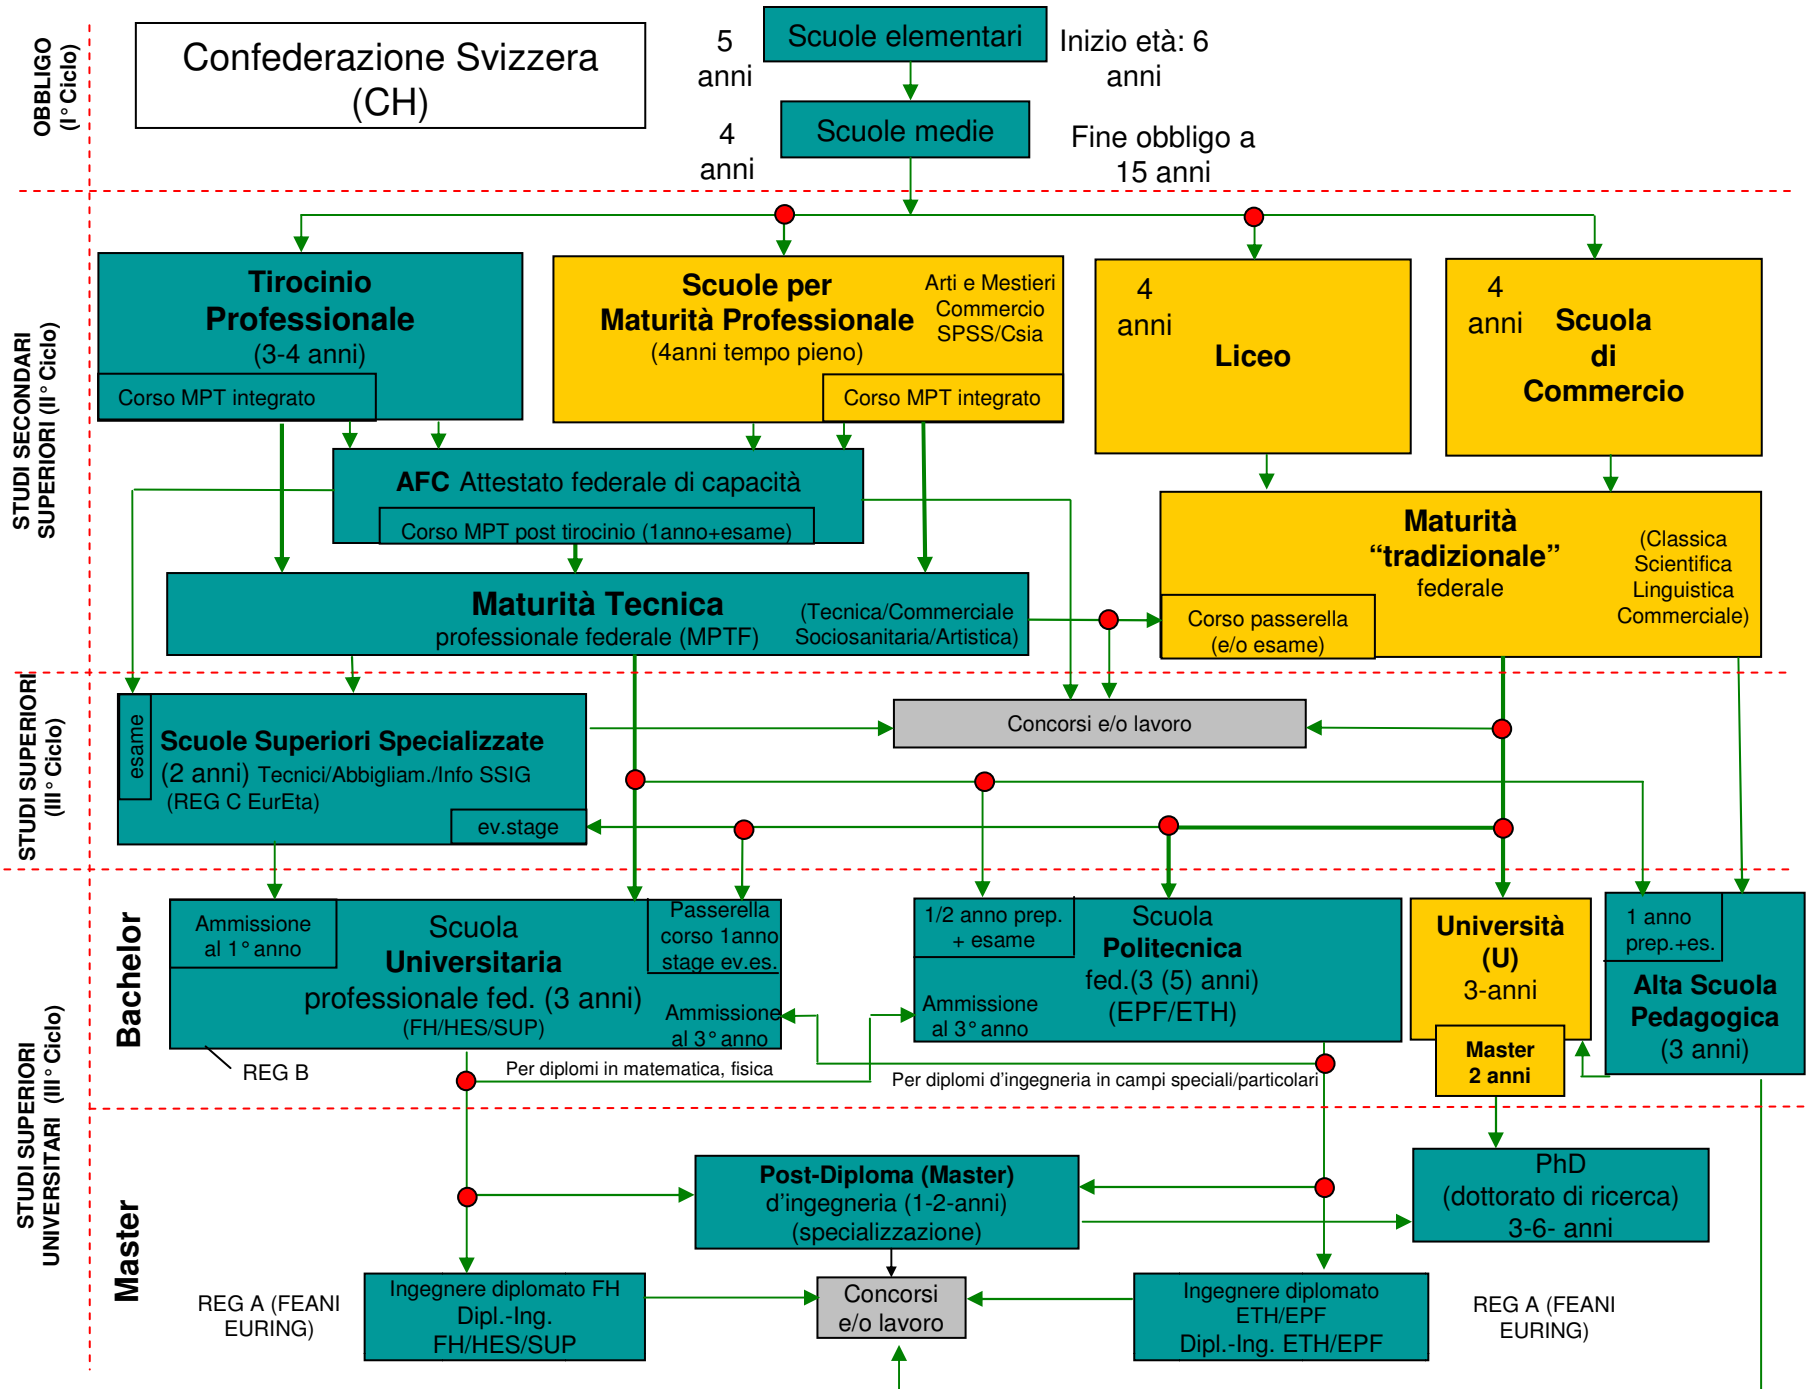 OBBLIGO
(I° Ciclo)
Confederazione Svizzera
(CH)
5
anni
Scuole elementari
Inizio età: 6
anni
4
anni
Scuole medie
Fine obbligo a
15 anni
STUDI SECONDARI
SUPERIORI (II° Ciclo)
Tirocinio
Professionale
(3-4 anni)
Corso MPT integrato
Scuole per
Maturità Professionale
(4anni tempo pieno)
Arti e Mestieri
Commercio
SPSS/Csia
Corso MPT integrato
4
anni
Liceo
4
anni
Scuola
di
Commercio
AFC Attestato federale di capacità
Corso MPT post tirocinio (1anno+esame)
Maturità
“tradizionale”
federale
(Classica
Scientifica
Linguistica
Commerciale)
Corso passerella
(e/o esame)
Maturità Tecnica
professionale federale (MPTF)
(Tecnica/Commerciale
Sociosanitaria/Artistica)
STUDI SUPERIORI
(III° Ciclo)
esame
Scuole Superiori Specializzate
(2 anni) Tecnici/Abbigliam./Info SSIG
(REG C EurEta)
ev.stage
Concorsi e/o lavoro
STUDI SUPERIORI
UNIVERSITARI (III° Ciclo)
Bachelor
Ammissione
al 1° anno
Scuola
Universitaria
professionale fed. (3 anni)
(FH/HES/SUP)
Passerella
corso 1anno
stage ev.es.
Ammissione
al 3° anno
1/2 anno prep.
+ esame
Scuola
Politecnica
fed.(3 (5) anni)
(EPF/ETH)
Ammissione
al 3° anno
Università
(U)
3-anni
Master
2 anni
1 anno
prep.+es.
Alta Scuola
Pedagogica
(3 anni)
REG B
Per diplomi in matematica, fisica
Per diplomi d'ingegneria in campi speciali/particolari
Master
Post-Diploma (Master)
d'ingegneria (1-2-anni)
(specializzazione)
PhD
(dottorato di ricerca)
3-6- anni
REG A (FEANI
EURING)
Ingegnere diplomato FH
Dipl.-Ing.
FH/HES/SUP
Concorsi
e/o lavoro
Ingegnere diplomato
ETH/EPF
Dipl.-Ing. ETH/EPF
REG A (FEANI
EURING)